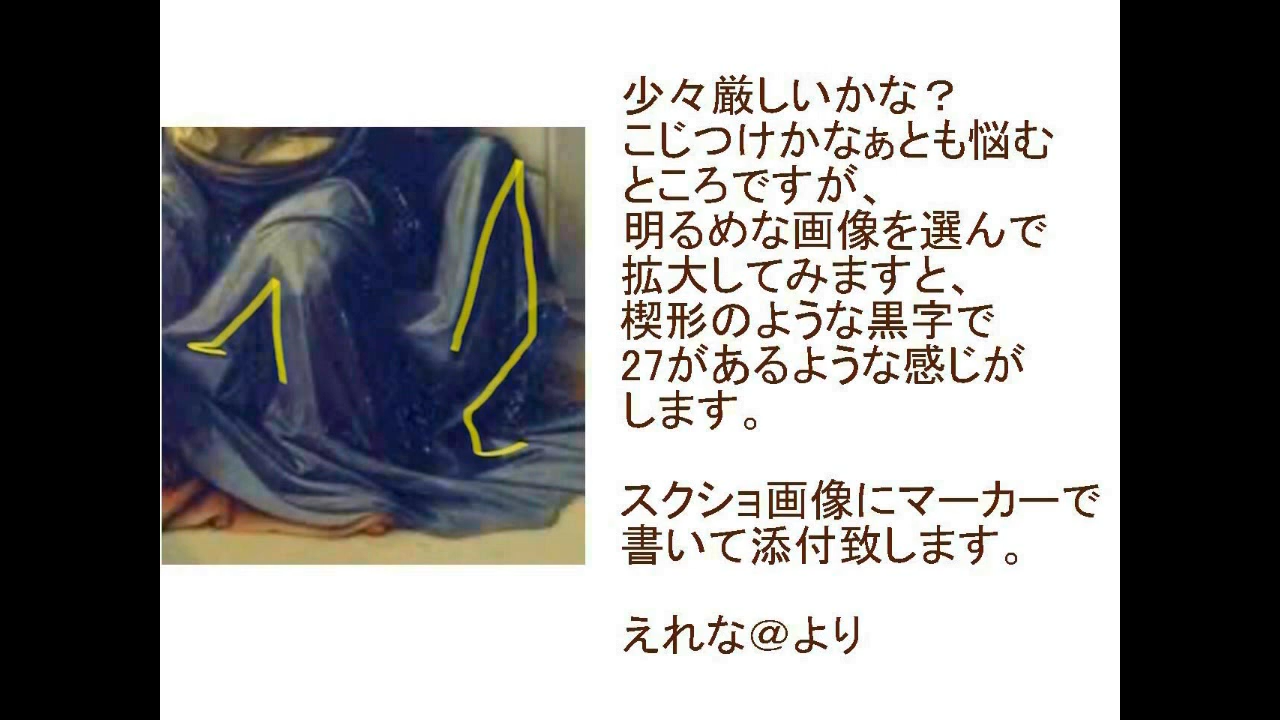 少々厳しいかな？
こじつけかなぁとも悩む
ところですが、
明るめな画像を選んで
拡大してみますと、
楔形のような黒字で
27があるような感じが
します。
スクショ画像にマーカーで
書いて添付致します。
えれな＠より